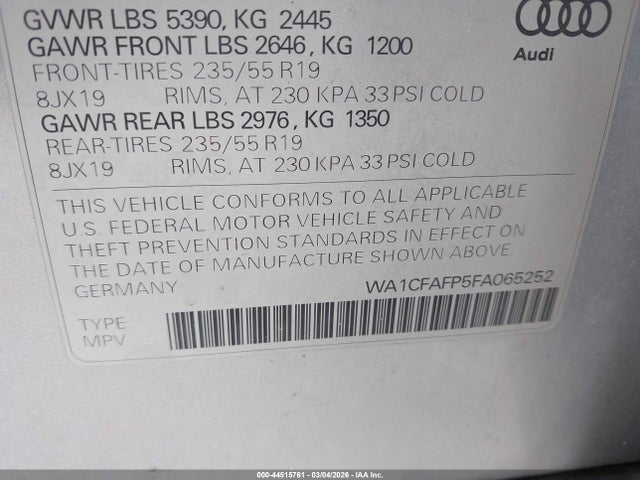 GVWR LBS 5390, KG 2445
GAWR FRONT LBS 2646, KG 1200
FRONT-TIRES 235/55 R19
8JX19 RIMS, AT 230 KPA 33 PSI COLD
GAWR REAR LBS 2976, KG 1350
REAR-TIRES 235/55 R19
8JX19 RIMS, AT 230 KPA 33 PSI COLD
Audi
THIS VEHICLE CONFORMS TO ALL APPLICABLE
U.S. FEDERAL MOTOR VEHICLE SAFETY AND
THEFT PREVENTION STANDARDS IN EFFECT ON
THE DATE OF MANUFACTURE SHOWN ABOVE.
GERMANY WA1CFAFP5FA065252
TYPE
MPV
000-44515761 - 03/04/2026 - IAA Inc.